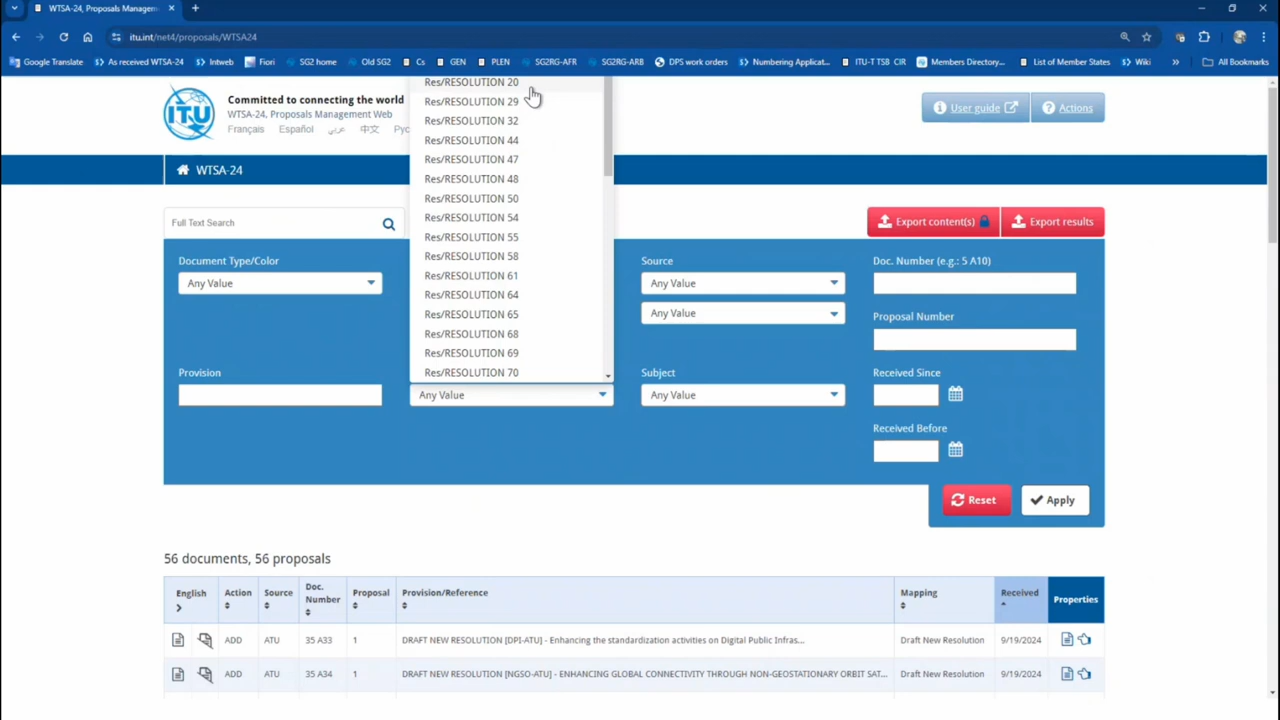 WTSA-24, Proposals Managemen
itu.int/net4/proposals/WTSA24
Google Translate
As received WTSA-24
Intweb
Fiori
SG2 home
Old SG2
Cs
GEN
PLEN
SG2RG-AFR
SG2RG-ARB
DPS work orders
Numbering Applicat...
ITU-T TSB CIR
Members Directory...
List of Member States
Wiki
»
All Bookmarks
ITU
Committed to connecting the world
WTSA-24, Proposals Management Web
Français Español عربي 中文 Рус
User guide
Actions
WTSA-24
Full Text Search
Export content(s)
Export results
Res/RESOLUTION 20
Res/RESOLUTION 29
Res/RESOLUTION 32
Res/RESOLUTION 44
Res/RESOLUTION 47
Res/RESOLUTION 48
Res/RESOLUTION 50
Res/RESOLUTION 54
Res/RESOLUTION 55
Res/RESOLUTION 58
Res/RESOLUTION 61
Res/RESOLUTION 64
Res/RESOLUTION 65
Res/RESOLUTION 68
Res/RESOLUTION 69
Res/RESOLUTION 70
Document Type/Color
Any Value
Source
Any Value
Any Value
Doc. Number (e.g.: 5 A10)
Proposal Number
Provision
Any Value
Subject
Any Value
Received Since
Received Before
Reset
Apply
56 documents, 56 proposals
English Action Source Doc. Number Proposal Provision/Reference Mapping Received Properties
ADD ATU 35 A33 1 DRAFT NEW RESOLUTION [DPI-ATU] - Enhancing the standardization activities on Digital Public Infras... Draft New Resolution 9/19/2024
ADD ATU 35 A34 1 DRAFT NEW RESOLUTION [NGSO-ATU] - ENHANCING GLOBAL CONNECTIVITY THROUGH NON-GEOSTATIONARY ORBIT SAT... Draft New Resolution 9/19/2024